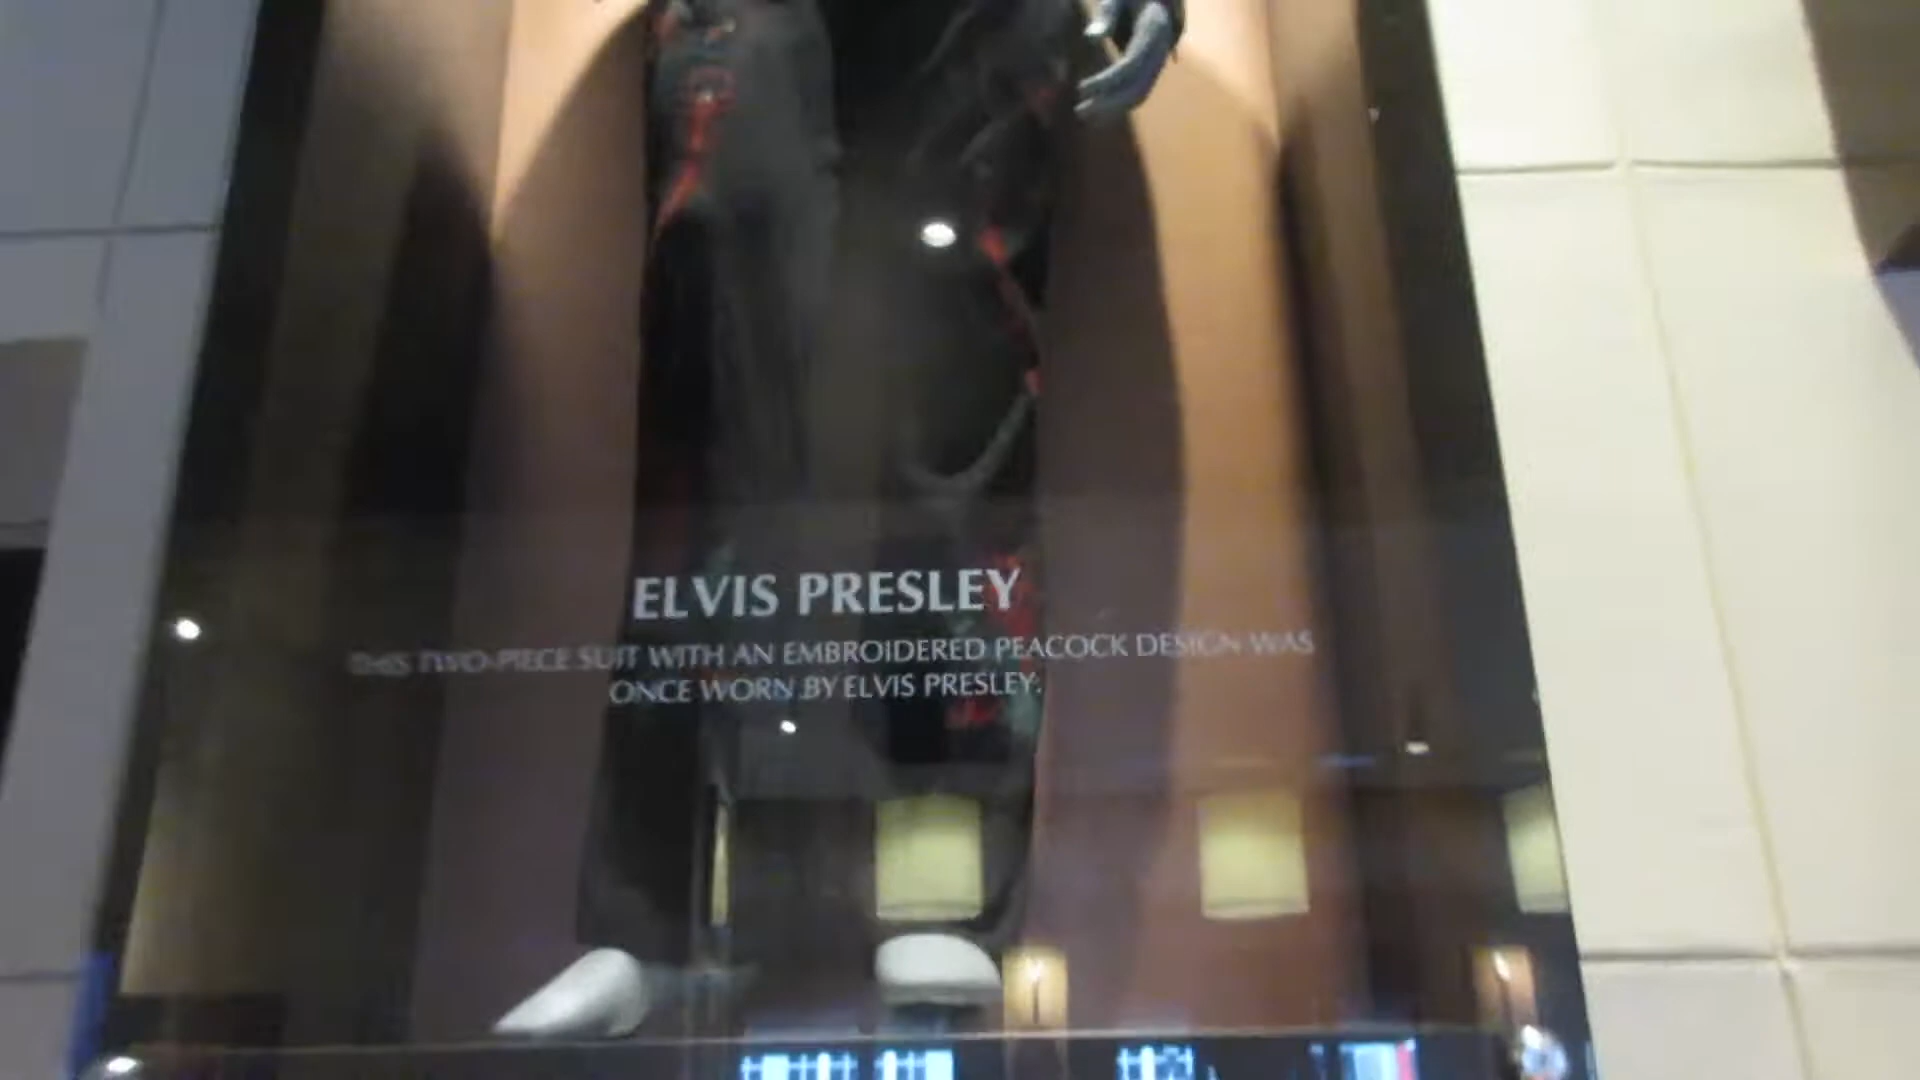 ELVIS PRESLEY
THIS TWO-PIECE SUIT WITH AN EMBROIDERED PEACOCK DESIGN WAS
ONCE WORN BY ELVIS PRESLEY.